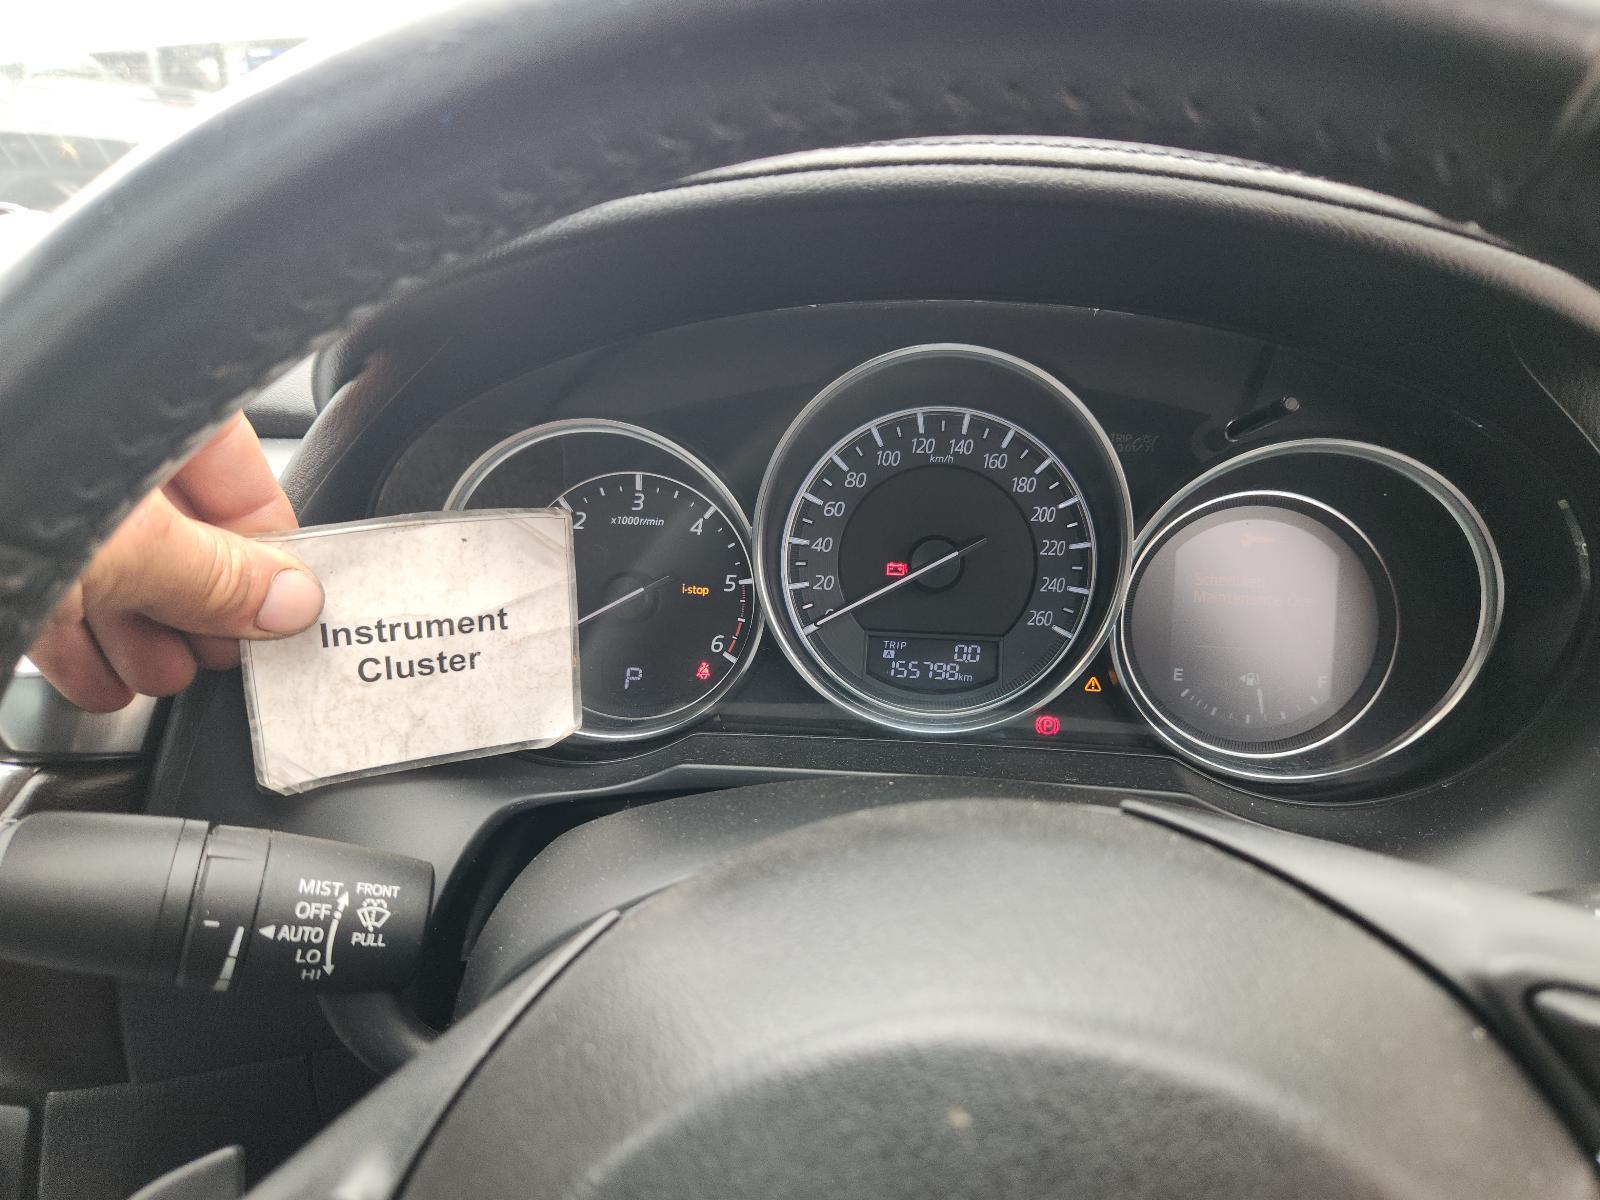 Instrument
Cluster
2
3
4
5
6
x1000r/min
i-stop
P
20
40
60
80
100
120
140
160
180
200
220
240
260
km/h
TRIP
A
0.0
155798km
P
E
F
MIST
OFF
AUTO
LO
HI
FRONT
PULL